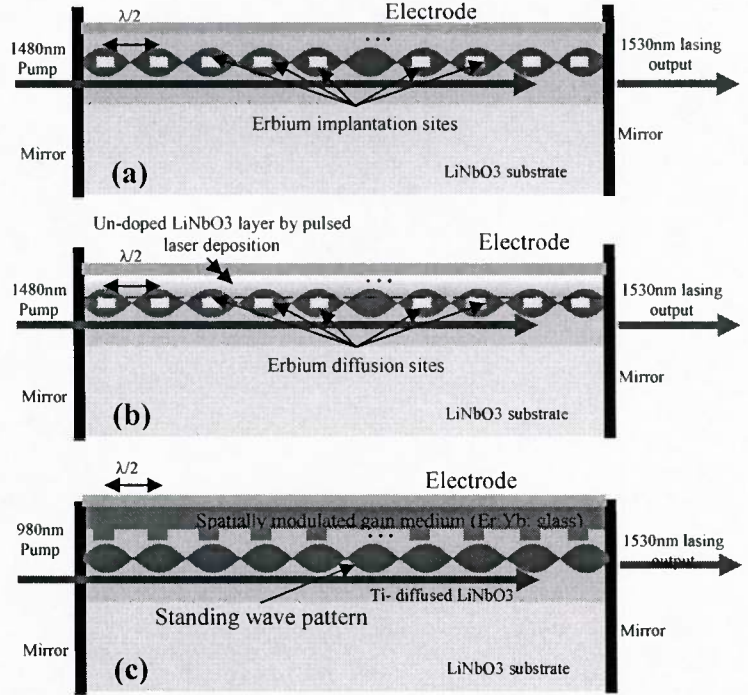 Electrode
λ/2
1480nm
Pump
...
1530nm lasing
output
Erbium implantation sites
Mirror
Mirror
(a)
LiNbO3 substrate
Un-doped LiNbO3 layer by pulsed
laser deposition
Electrode
λ/2
1480nm
Pump
...
1530nm lasing
output
Erbium diffusion sites
Mirror
Mirror
(b)
LiNbO3 substrate
λ/2
Electrode
980nm
Pump
Spatially modulated gain medium (Er:Yb: glass)
...
1530nm lasing
output
Ti- diffused LiNbO3
Standing wave pattern
Mirror
Mirror
(c)
LiNbO3 substrate